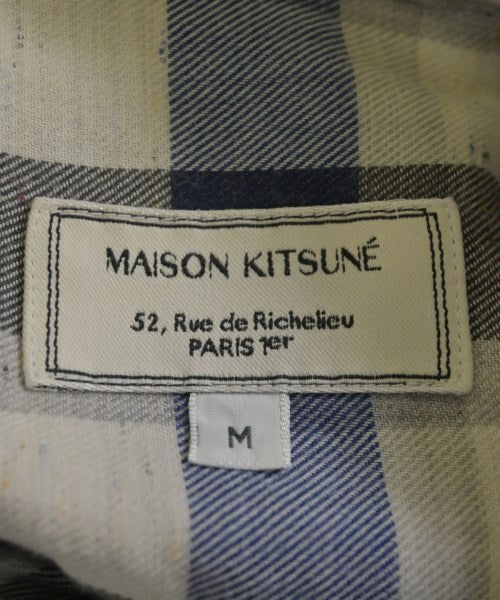 MAISON KITSUNÉ
52, Rue de Richelieu
PARIS 1er
M